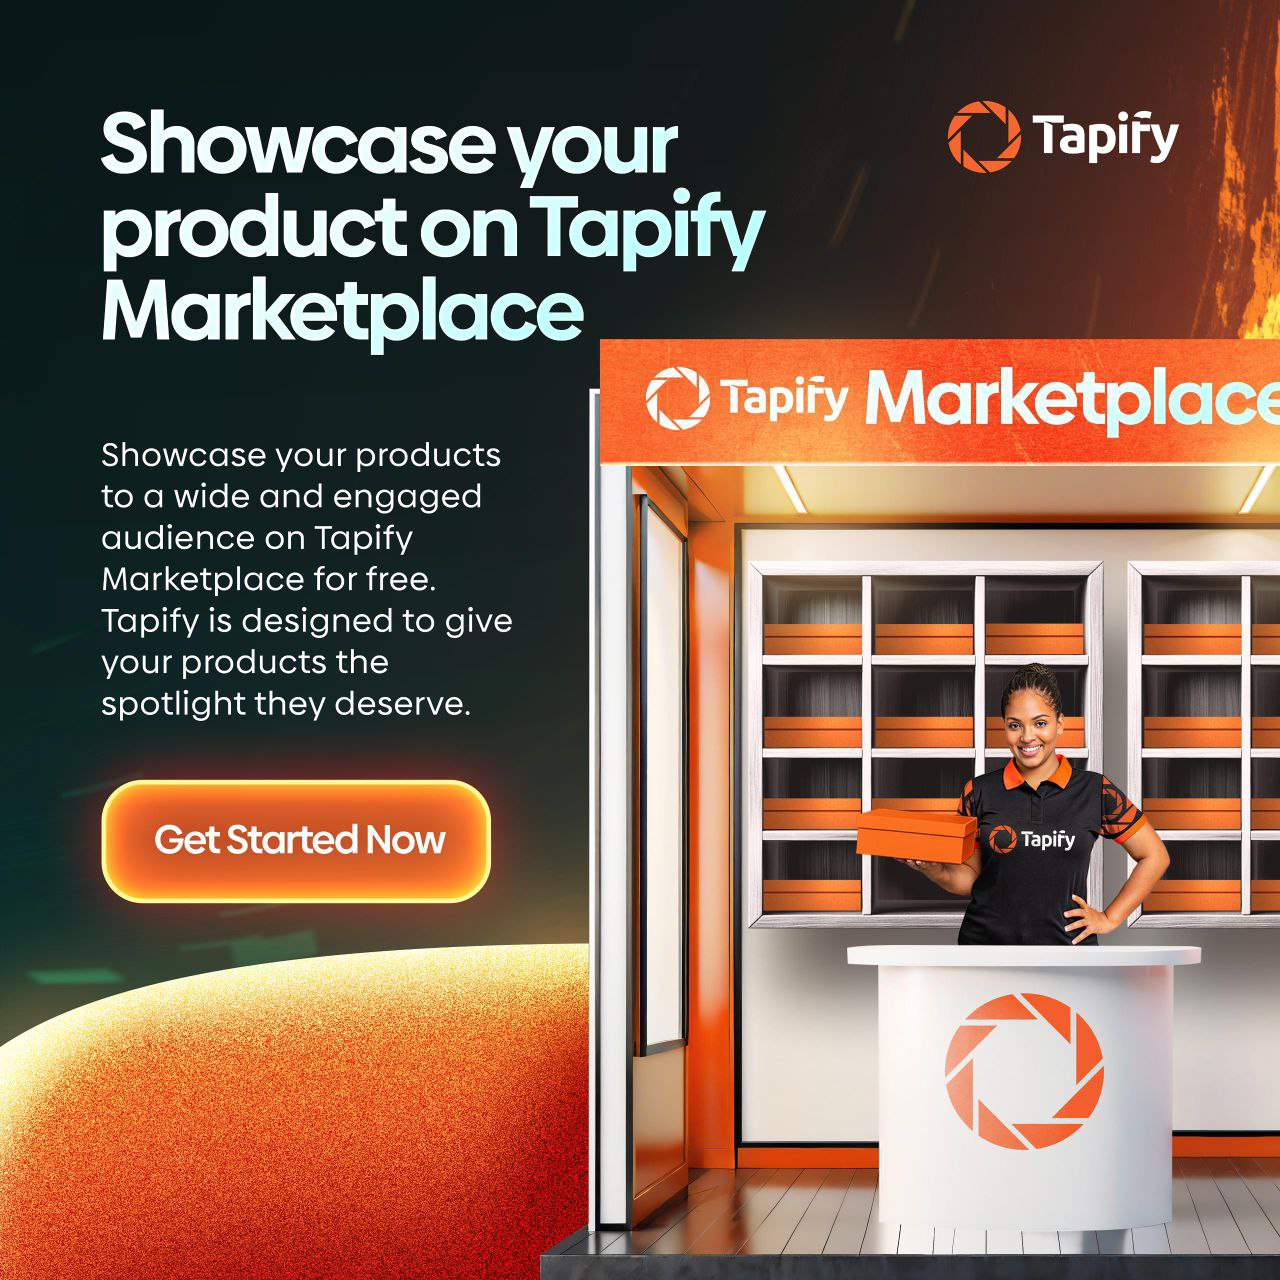 Showcase your
product on Tapify
Marketplace
Tapify
Tapify Marketplace
Showcase your products
to a wide and engaged
audience on Tapify
Marketplace for free.
Tapify is designed to give
your products the
spotlight they deserve.
Get Started Now
Tapify